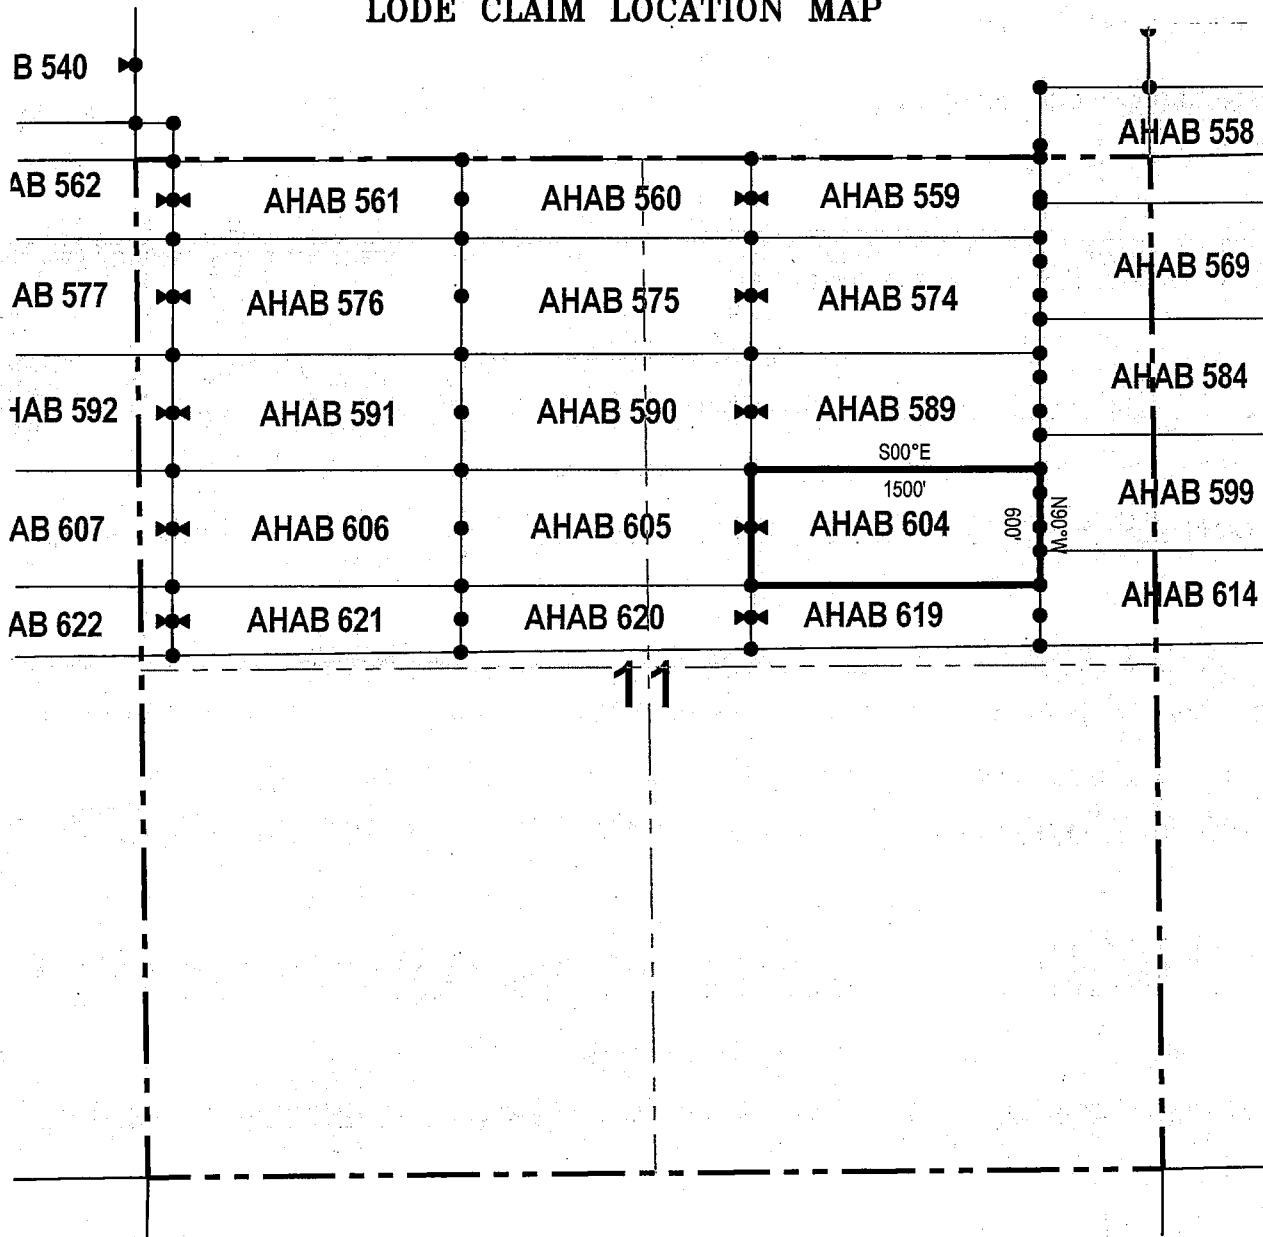 LODE CLAIM LOCATION MAP
B 540
AHAB 558
AB 562
AHAB 561
AHAB 560
AHAB 559
AHAB 569
AB 577
AHAB 576
AHAB 575
AHAB 574
AHAB 584
HAB 592
AHAB 591
AHAB 590
AHAB 589
S00°E
1500'
AHAB 599
AB 607
AHAB 606
AHAB 605
AHAB 604
600'
N90°W
AHAB 614
AB 622
AHAB 621
AHAB 620
AHAB 619
11